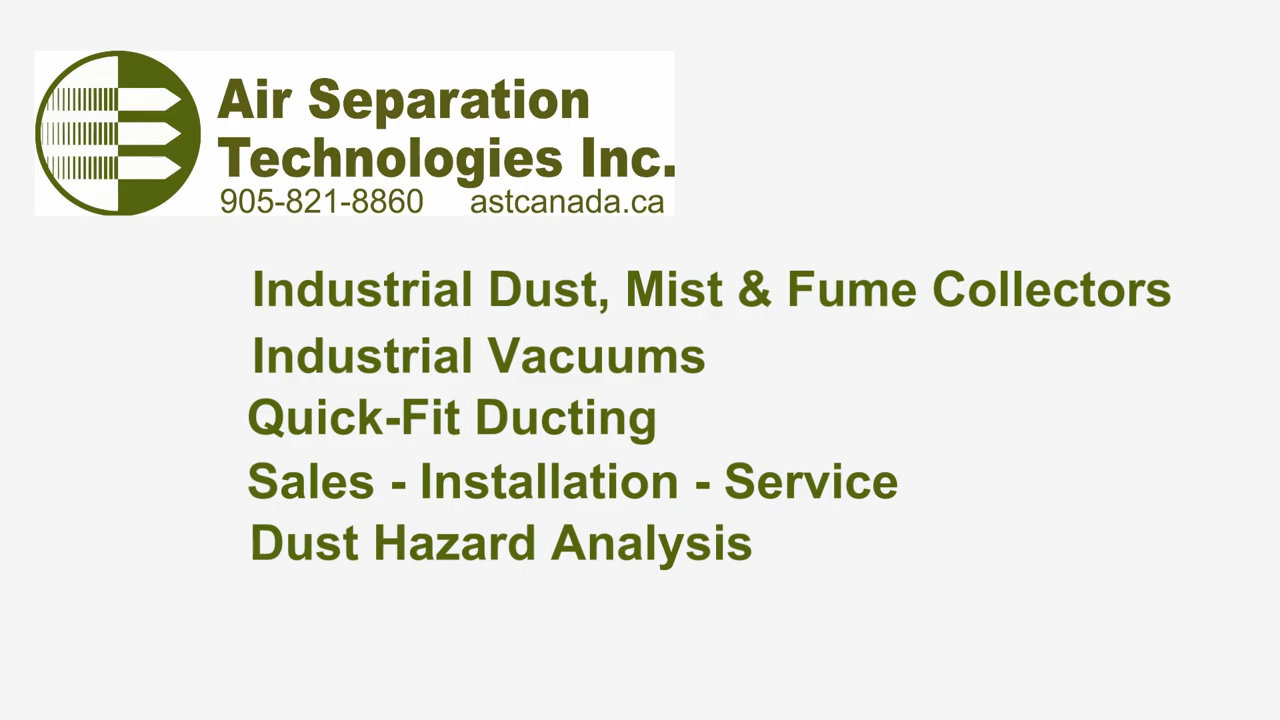 Air Separation
Technologies Inc.
905-821-8860 astcanada.ca
Industrial Dust, Mist & Fume Collectors
Industrial Vacuums
Quick-Fit Ducting
Sales - Installation - Service
Dust Hazard Analysis